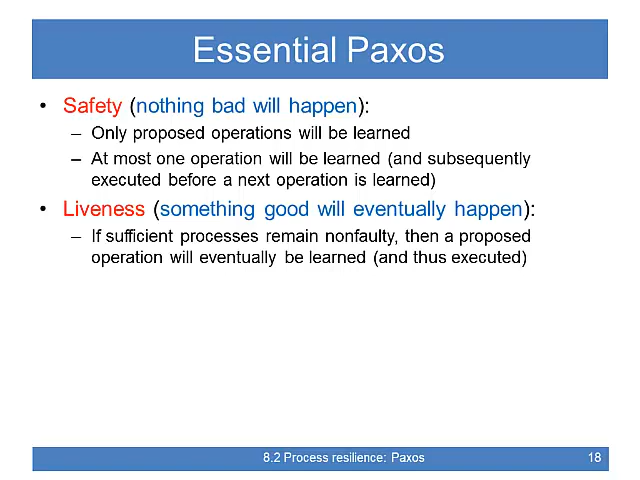 Essential Paxos
• Safety (nothing bad will happen):
– Only proposed operations will be learned
– At most one operation will be learned (and subsequently
executed before a next operation is learned)
• Liveness (something good will eventually happen):
– If sufficient processes remain nonfaulty, then a proposed
operation will eventually be learned (and thus executed)
8.2 Process resilience: Paxos 18